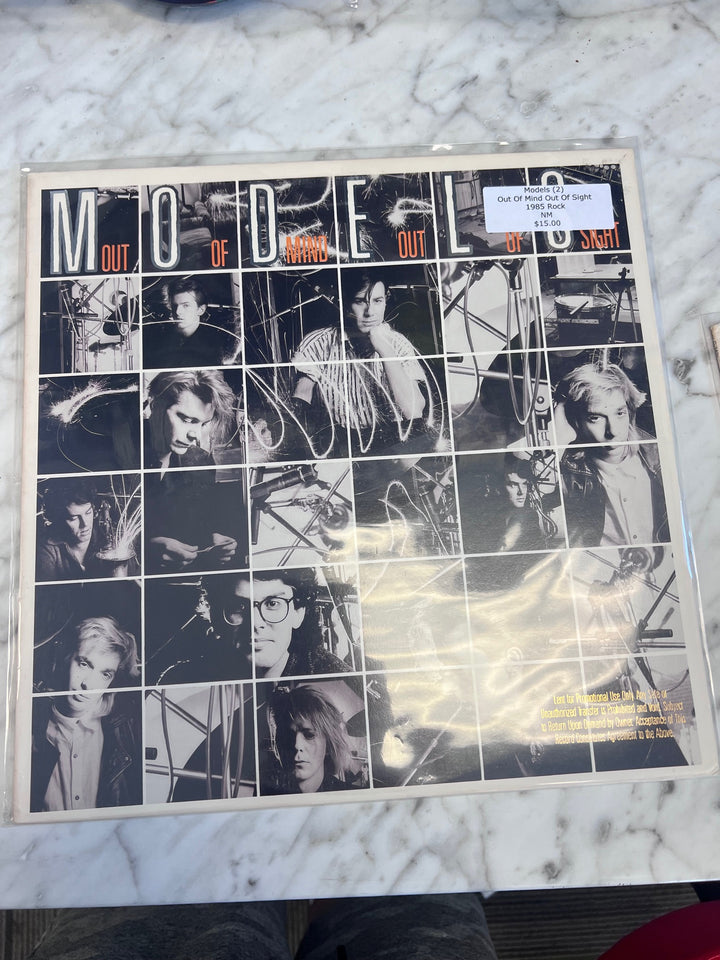 MODELS
OUT OF MIND OUT OF SIGHT
Models (2)
Out Of Mind Out Of Sight
1985 Rock
NM
$15.00
Lent for Promotional Use Only. Any Sale or
Unauthorized Transfer is Prohibited and Void. Subject
to Return Upon Demand by Owner. Acceptance of This
Record Constitutes Agreement to the Above.